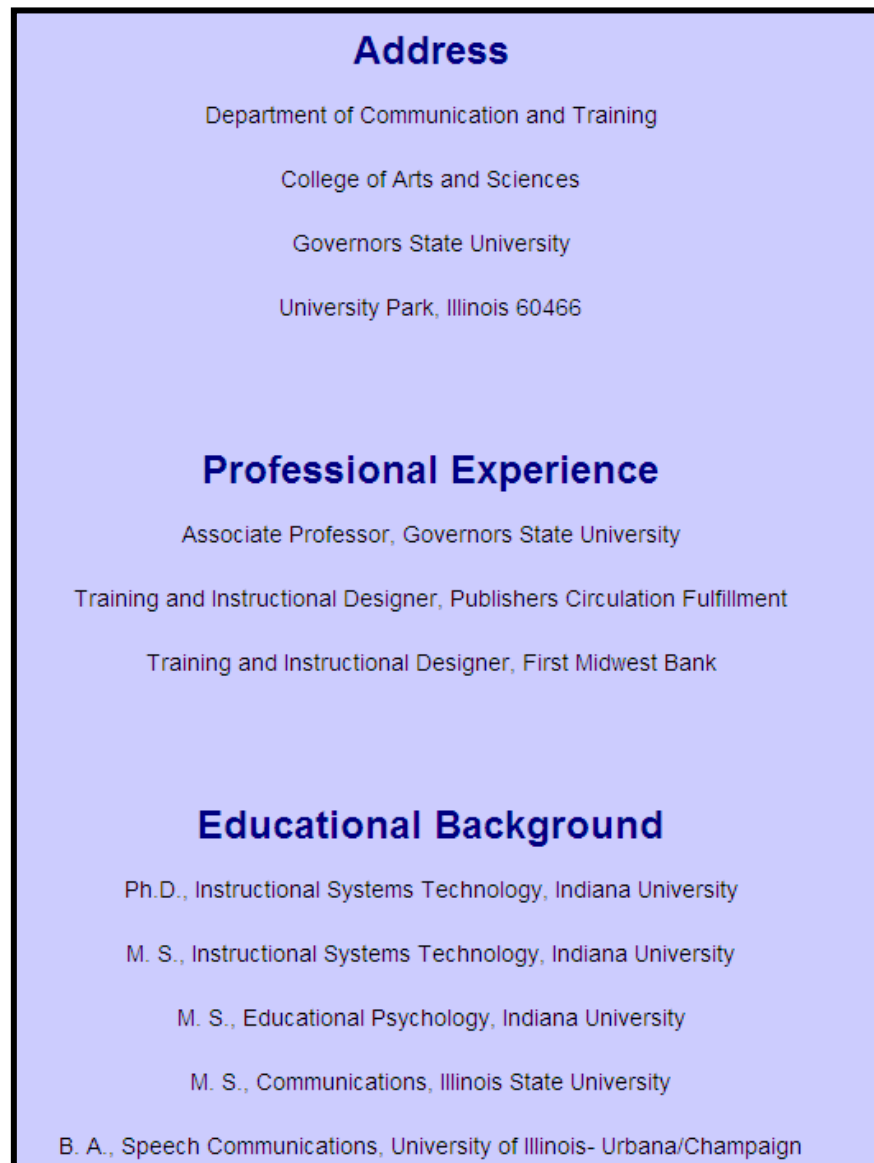 Address
Department of Communication and Training
College of Arts and Sciences
Governors State University
University Park, Illinois 60466
Professional Experience
Associate Professor, Governors State University
Training and Instructional Designer, Publishers Circulation Fulfillment
Training and Instructional Designer, First Midwest Bank
Educational Background
Ph.D., Instructional Systems Technology, Indiana University
M. S., Instructional Systems Technology, Indiana University
M. S., Educational Psychology, Indiana University
M. S., Communications, Illinois State University
B. A., Speech Communications, University of Illinois- Urbana/Champaign